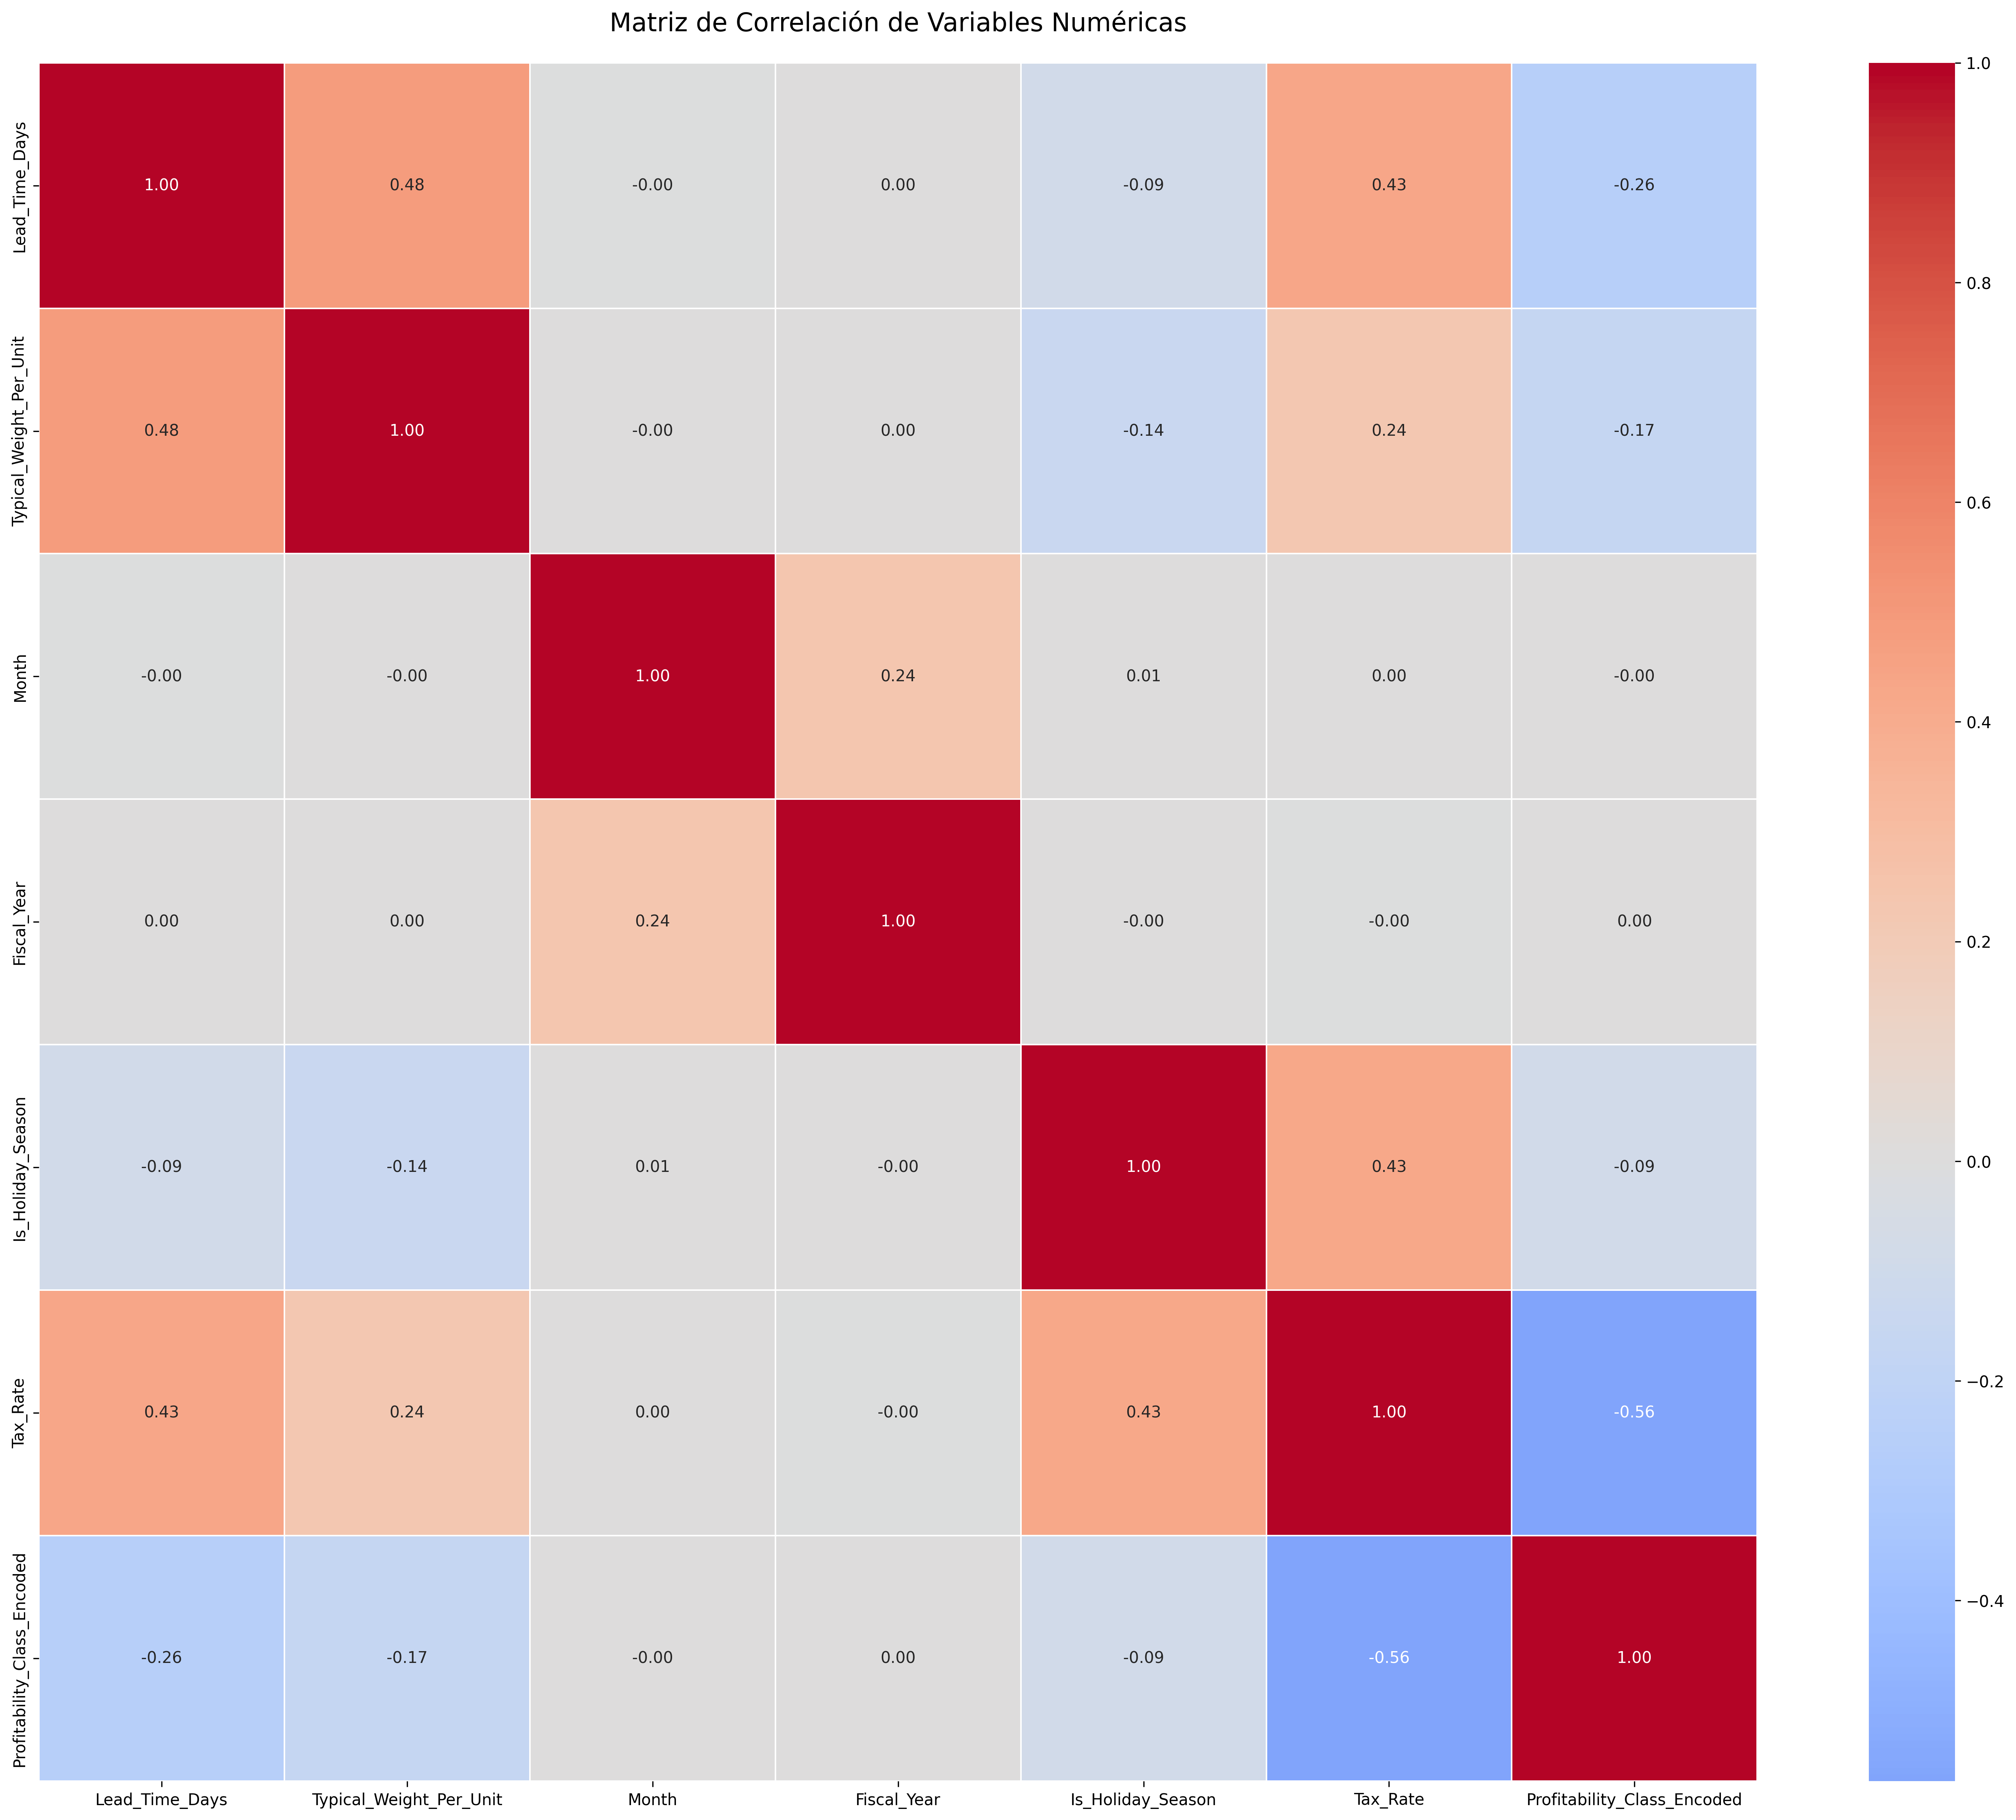 Matriz de Correlación de Variables Numéricas
Lead_Time_Days
1.00 0.48 -0.00 0.00 -0.09 0.43 -0.26
Typical_Weight_Per_Unit
0.48 1.00 -0.00 0.00 -0.14 0.24 -0.17
Month
-0.00 -0.00 1.00 0.24 0.01 0.00 -0.00
Fiscal_Year
0.00 0.00 0.24 1.00 -0.00 -0.00 0.00
Is_Holiday_Season
-0.09 -0.14 0.01 -0.00 1.00 0.43 -0.09
Tax_Rate
0.43 0.24 0.00 -0.00 0.43 1.00 -0.56
Profitability_Class_Encoded
-0.26 -0.17 -0.00 0.00 -0.09 -0.56 1.00
Lead_Time_Days Typical_Weight_Per_Unit Month Fiscal_Year Is_Holiday_Season Tax_Rate Profitability_Class_Encoded
1.0
0.8
0.6
0.4
0.2
0.0
−0.2
−0.4